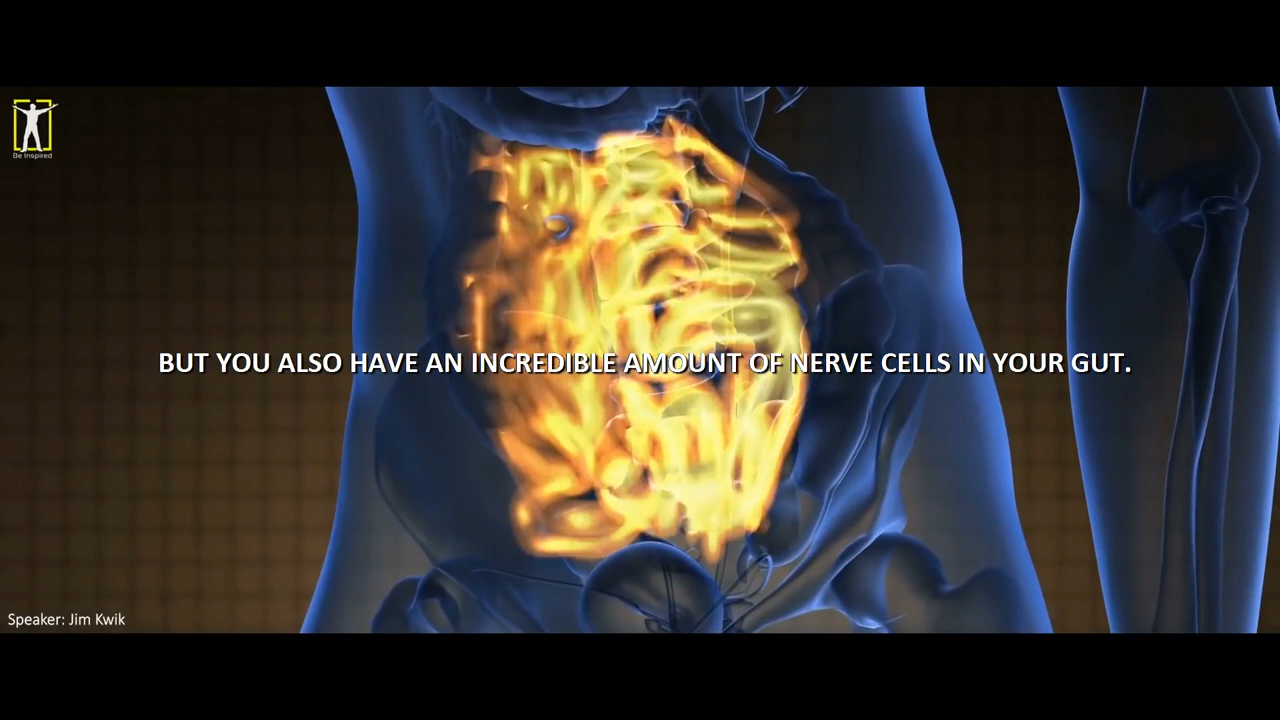 Be Inspired
BUT YOU ALSO HAVE AN INCREDIBLE AMOUNT OF NERVE CELLS IN YOUR GUT.
Speaker: Jim Kwik